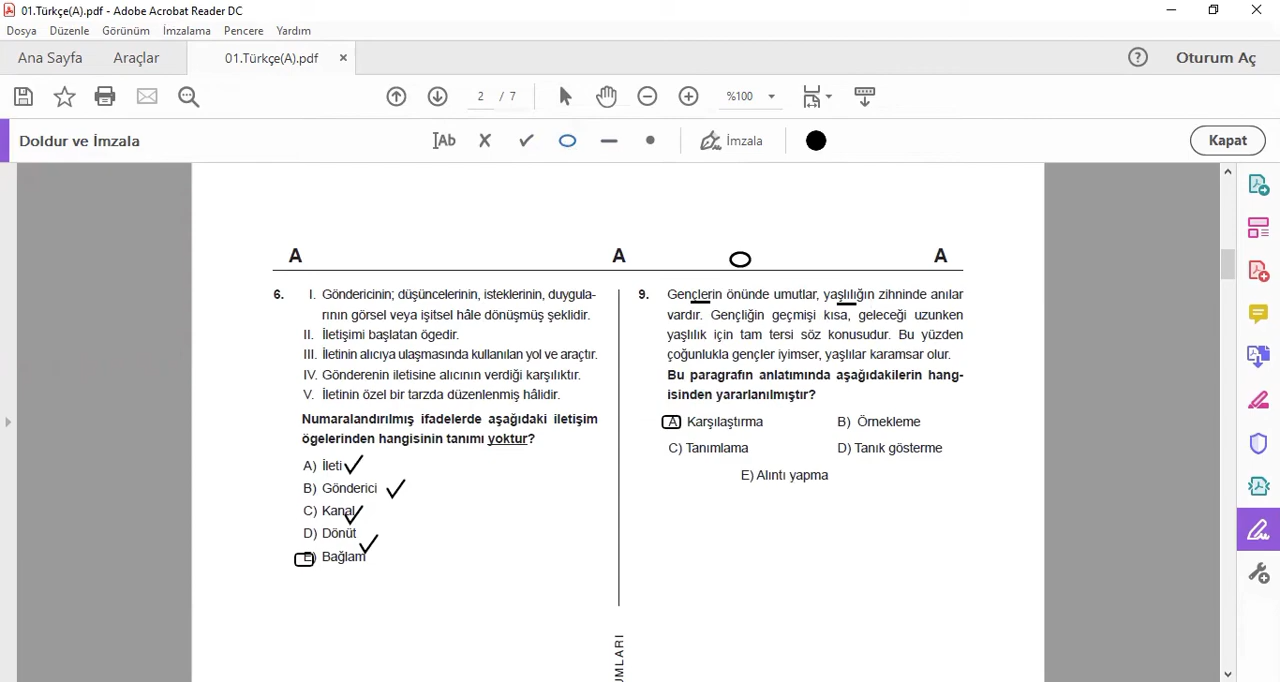 01.Türkçe(A).pdf - Adobe Acrobat Reader DC
Dosya Düzenle Görünüm İmzalama Pencere Yardım
Ana Sayfa Araçlar 01.Türkçe(A).pdf × ? Oturum Aç
2 / 7 %100
Doldur ve İmzala Ab İmzala Kapat
A A A
6. I. Göndericinin; düşüncelerinin, isteklerinin, duygula-
rının görsel veya işitsel hâle dönüşmüş şeklidir.
II. İletişimi başlatan ögedir.
III. İletinin alıcıya ulaşmasında kullanılan yol ve araçtır.
IV. Gönderenin iletisine alıcının verdiği karşılıktır.
V. İletinin özel bir tarzda düzenlenmiş hâlidir.
Numaralandırılmış ifadelerde aşağıdaki iletişim
ögelerinden hangisinin tanımı yoktur?
A) İleti
B) Gönderici
C) Kanal
D) Dönüt
E) Bağlam
9. Gençlerin önünde umutlar, yaşlılığın zihninde anılar
vardır. Gençliğin geçmişi kısa, geleceği uzunken
yaşlılık için tam tersi söz konusudur. Bu yüzden
çoğunlukla gençler iyimser, yaşlılar karamsar olur.
Bu paragrafın anlatımında aşağıdakilerin hang-
isinden yararlanılmıştır?
A Karşılaştırma B) Örnekleme
C) Tanımlama D) Tanık gösterme
E) Alıntı yapma
UMLARI